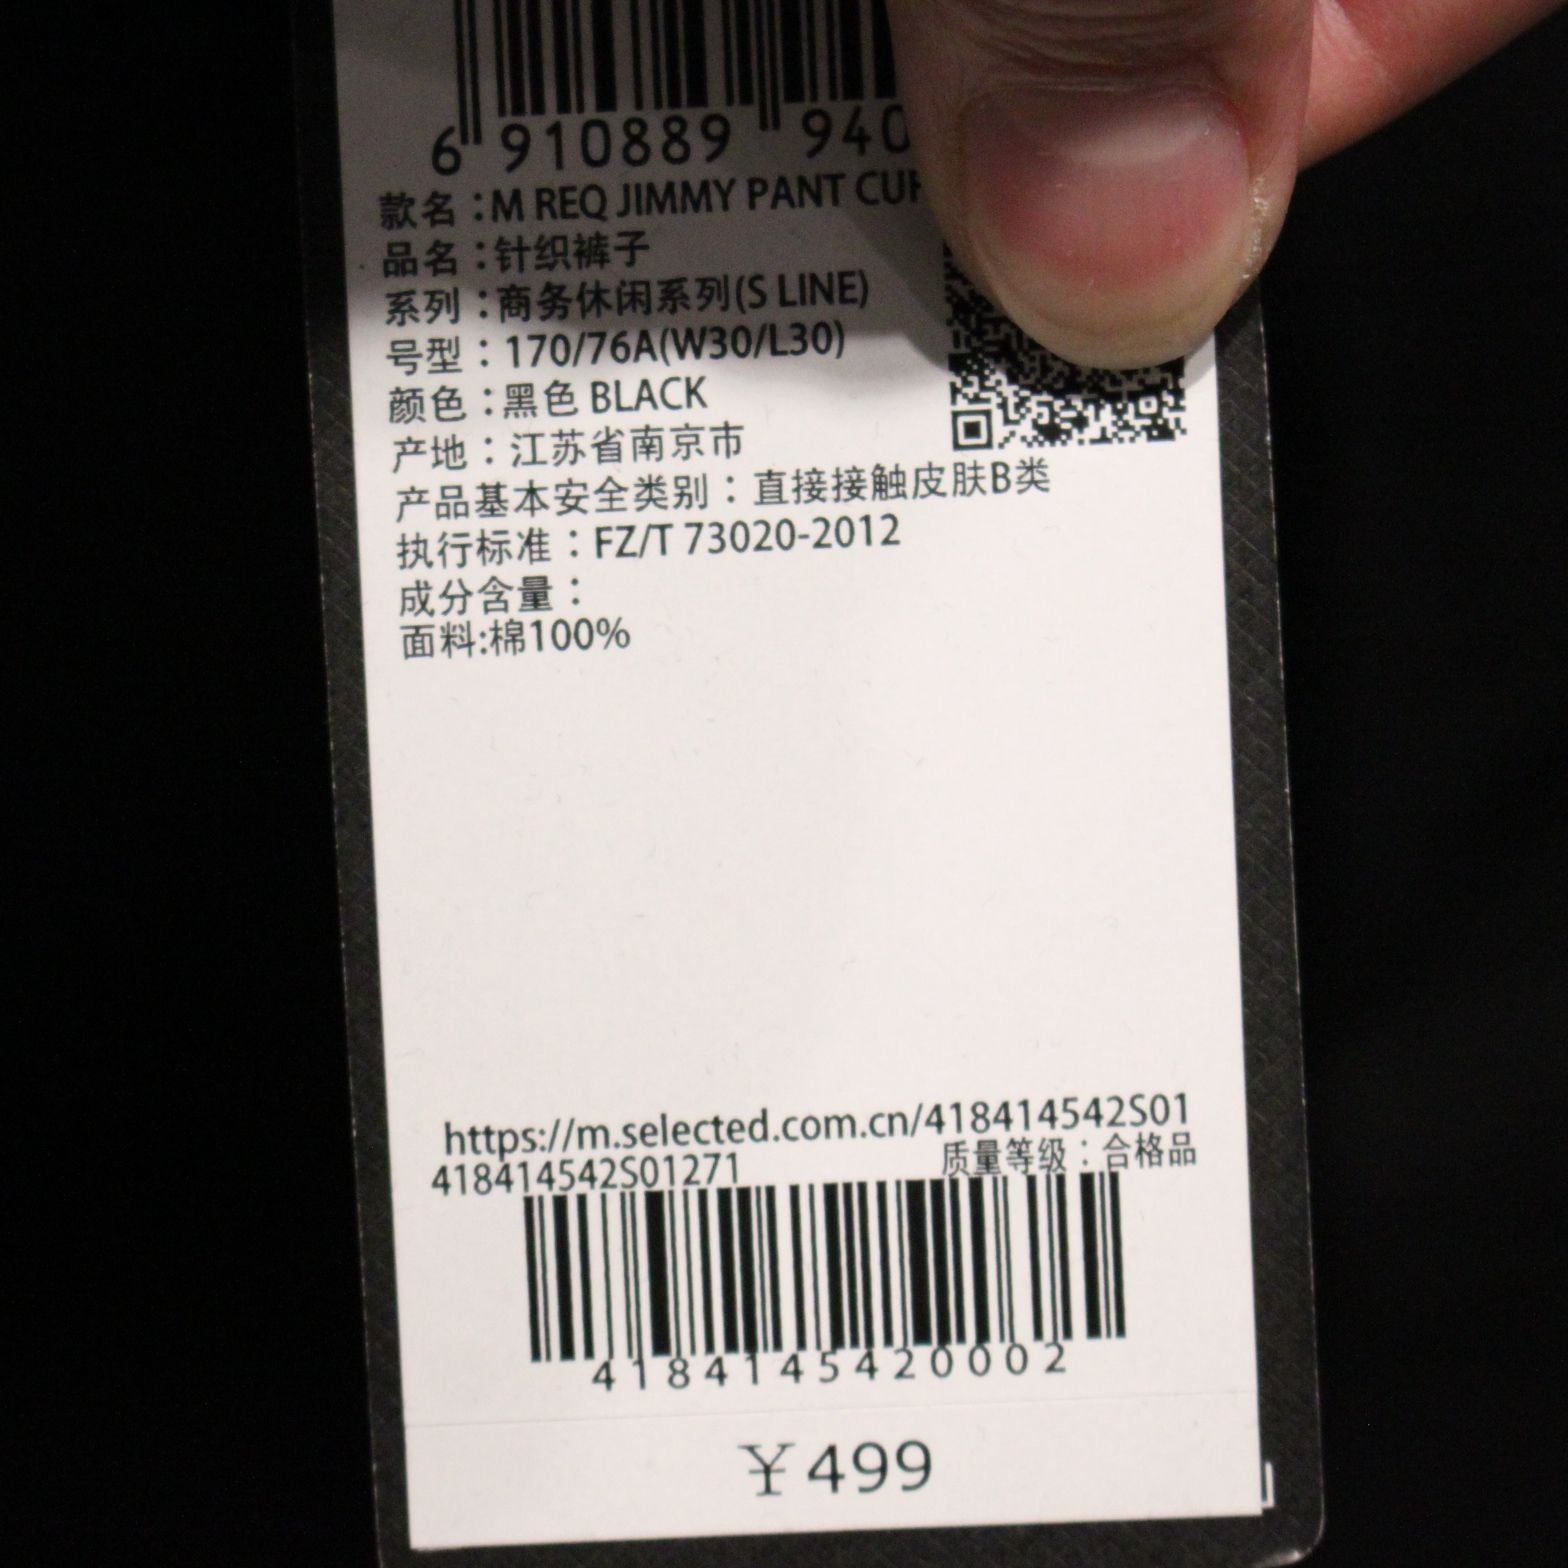 6 910889 940
款名：M REQ JIMMY PANT
品名：针织裤子
系列：商务休闲系列(S LINE)
号型：170/76A(W30/L30)
颜色：黑色 BLACK
产地：江苏省南京市
产品基本安全类别：直接接触皮肤B类
执行标准：FZ/T 73020-2012
成分含量：
面料:棉100%
https://m.selected.com.cn/418414542S01
418414542S01271 质量等级：合格品
4184145420002
￥499